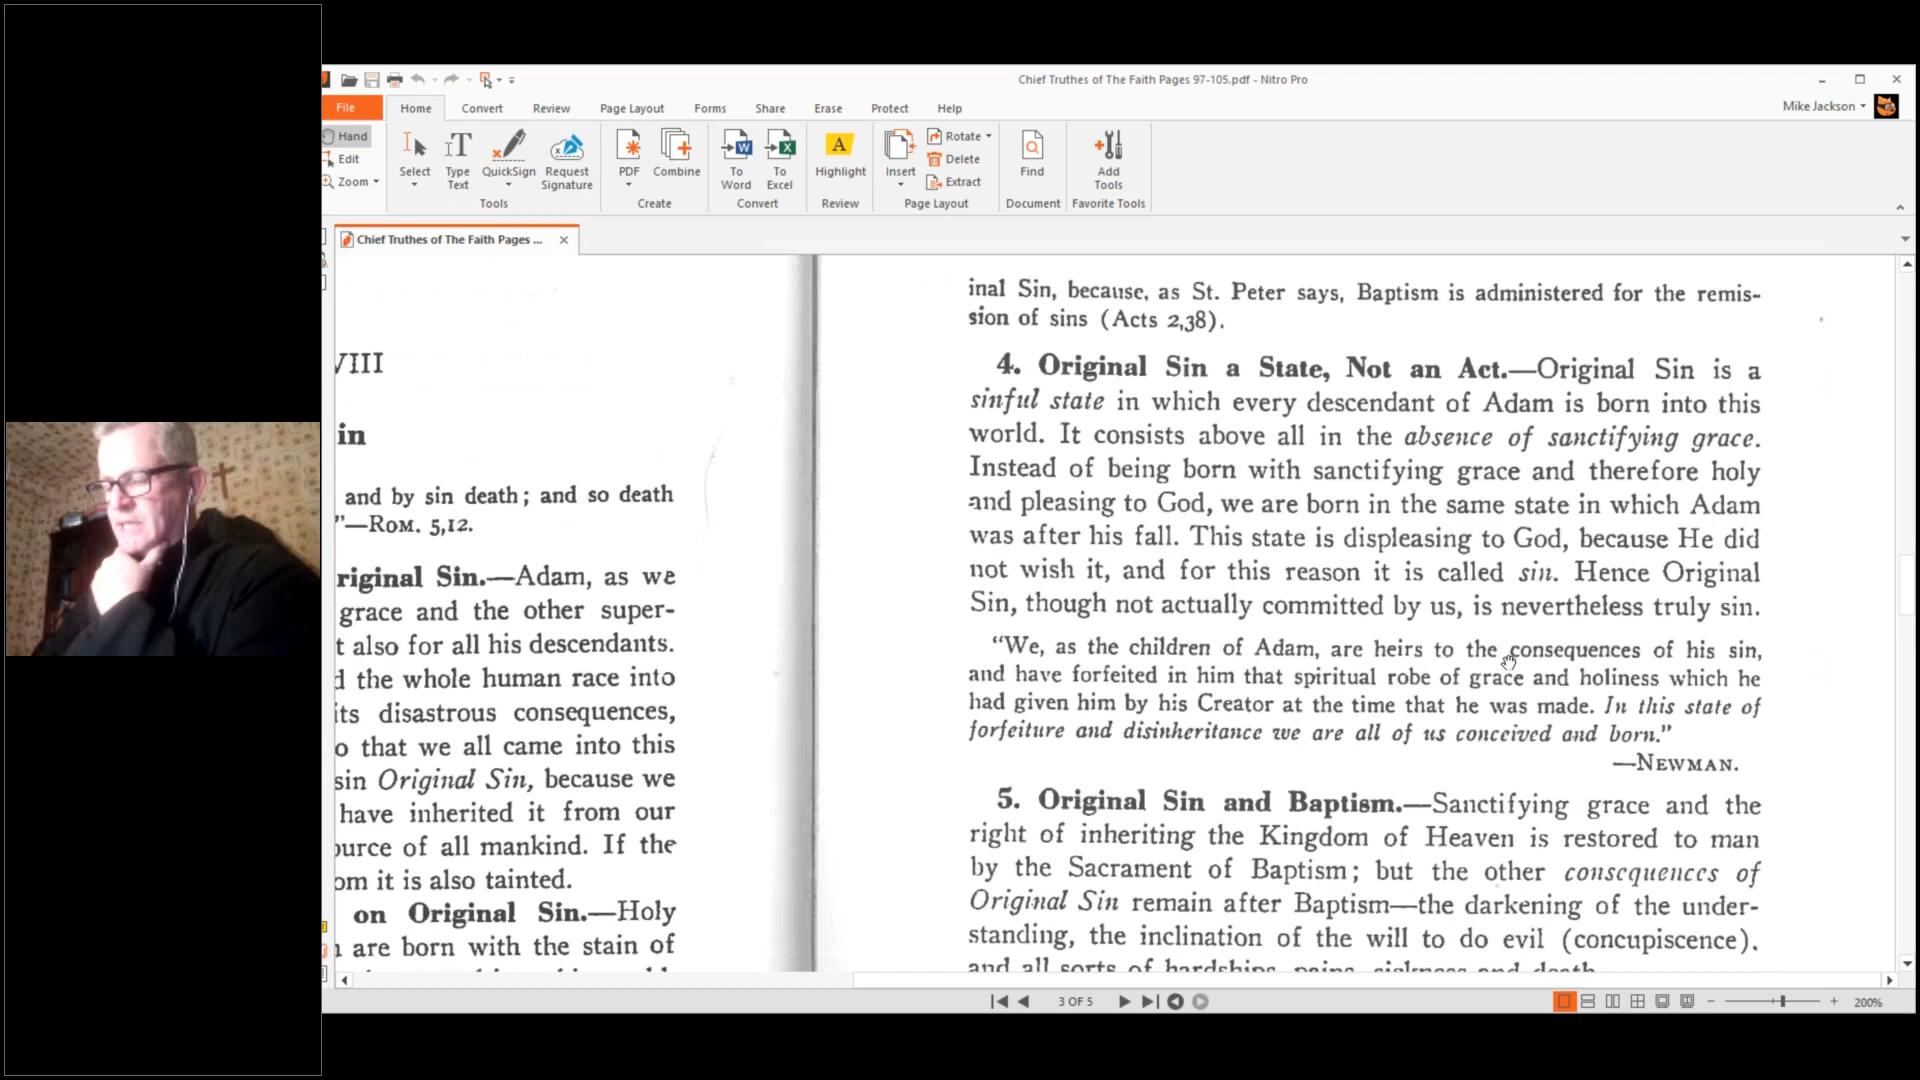 Chief Truthes of The Faith Pages 97-105.pdf - Nitro Pro
File Home Convert Review Page Layout Forms Share Erase Protect Help
Mike Jackson
Hand
Edit
Zoom
Select
Type Text
QuickSign
Request Signature
Tools
PDF
Combine
Create
To Word
To Excel
Convert
Highlight
Review
Insert
Rotate
Delete
Extract
Page Layout
Find
Document
Add Tools
Favorite Tools
Chief Truthes of The Faith Pages ...
VIII
in
and by sin death; and so death
"—ROM. 5,12.
riginal Sin.—Adam, as we
grace and the other super-
t also for all his descendants.
d the whole human race into
its disastrous consequences,
o that we all came into this
sin Original Sin, because we
have inherited it from our
ource of all mankind. If the
om it is also tainted.
on Original Sin.—Holy
are born with the stain of
inal Sin, because, as St. Peter says, Baptism is administered for the remis-
sion of sins (Acts 2,38).
4. Original Sin a State, Not an Act.—Original Sin is a
sinful state in which every descendant of Adam is born into this
world. It consists above all in the absence of sanctifying grace.
Instead of being born with sanctifying grace and therefore holy
and pleasing to God, we are born in the same state in which Adam
was after his fall. This state is displeasing to God, because He did
not wish it, and for this reason it is called sin. Hence Original
Sin, though not actually committed by us, is nevertheless truly sin.
"We, as the children of Adam, are heirs to the consequences of his sin,
and have forfeited in him that spiritual robe of grace and holiness which he
had given him by his Creator at the time that he was made. In this state of
forfeiture and disinheritance we are all of us conceived and born."
—NEWMAN.
5. Original Sin and Baptism.—Sanctifying grace and the
right of inheriting the Kingdom of Heaven is restored to man
by the Sacrament of Baptism; but the other consequences of
Original Sin remain after Baptism—the darkening of the under-
standing, the inclination of the will to do evil (concupiscence).
and all sorts of hardships, pains, sickness and death.
3 OF 5
200%